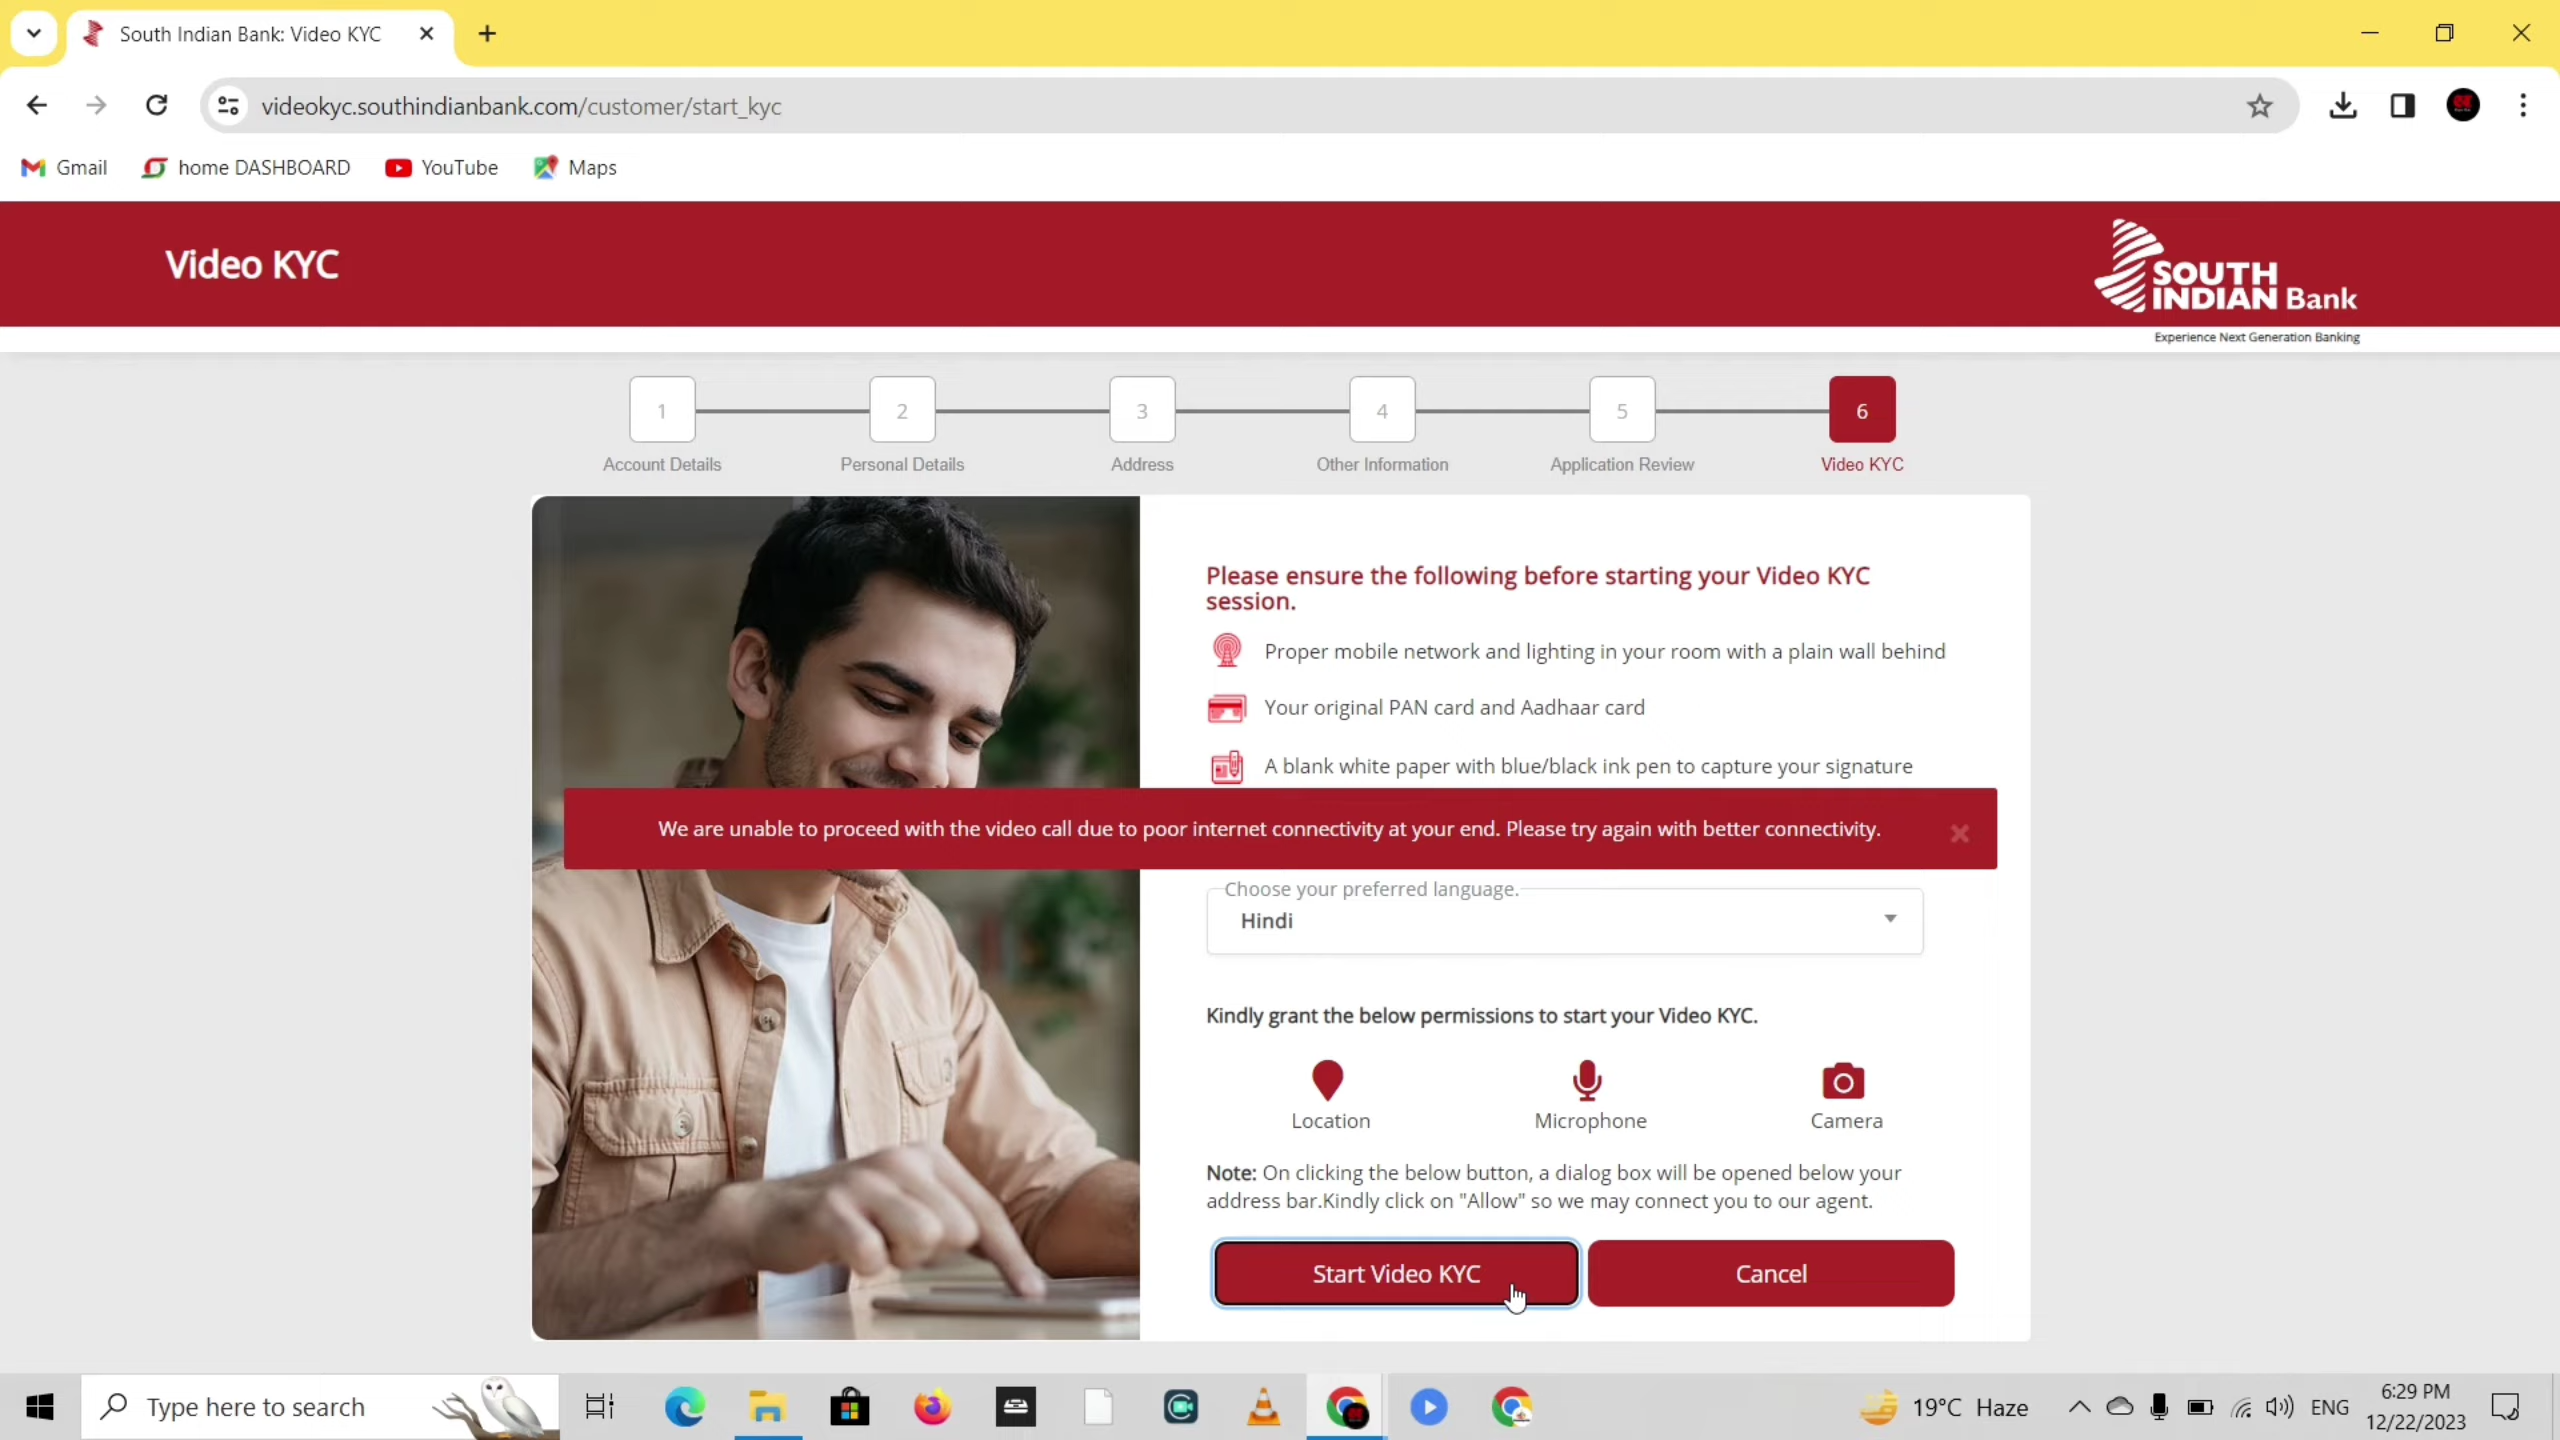 South Indian Bank: Video KYC
videokyc.southindianbank.com/customer/start_kyc
Gmail
home DASHBOARD
YouTube
Maps
Video KYC
SOUTH
INDIAN Bank
Experience Next Generation Banking
1
2
3
4
5
6
Account Details
Personal Details
Address
Other Information
Application Review
Video KYC
Please ensure the following before starting your Video KYC
session.
Proper mobile network and lighting in your room with a plain wall behind
Your original PAN card and Aadhaar card
A blank white paper with blue/black ink pen to capture your signature
We are unable to proceed with the video call due to poor internet connectivity at your end. Please try again with better connectivity.
Choose your preferred language.
Hindi
Kindly grant the below permissions to start your Video KYC.
Location
Microphone
Camera
Note: On clicking the below button, a dialog box will be opened below your
address bar.Kindly click on "Allow" so we may connect you to our agent.
Start Video KYC
Cancel
Type here to search
19°C Haze
ENG
6:29 PM
12/22/2023